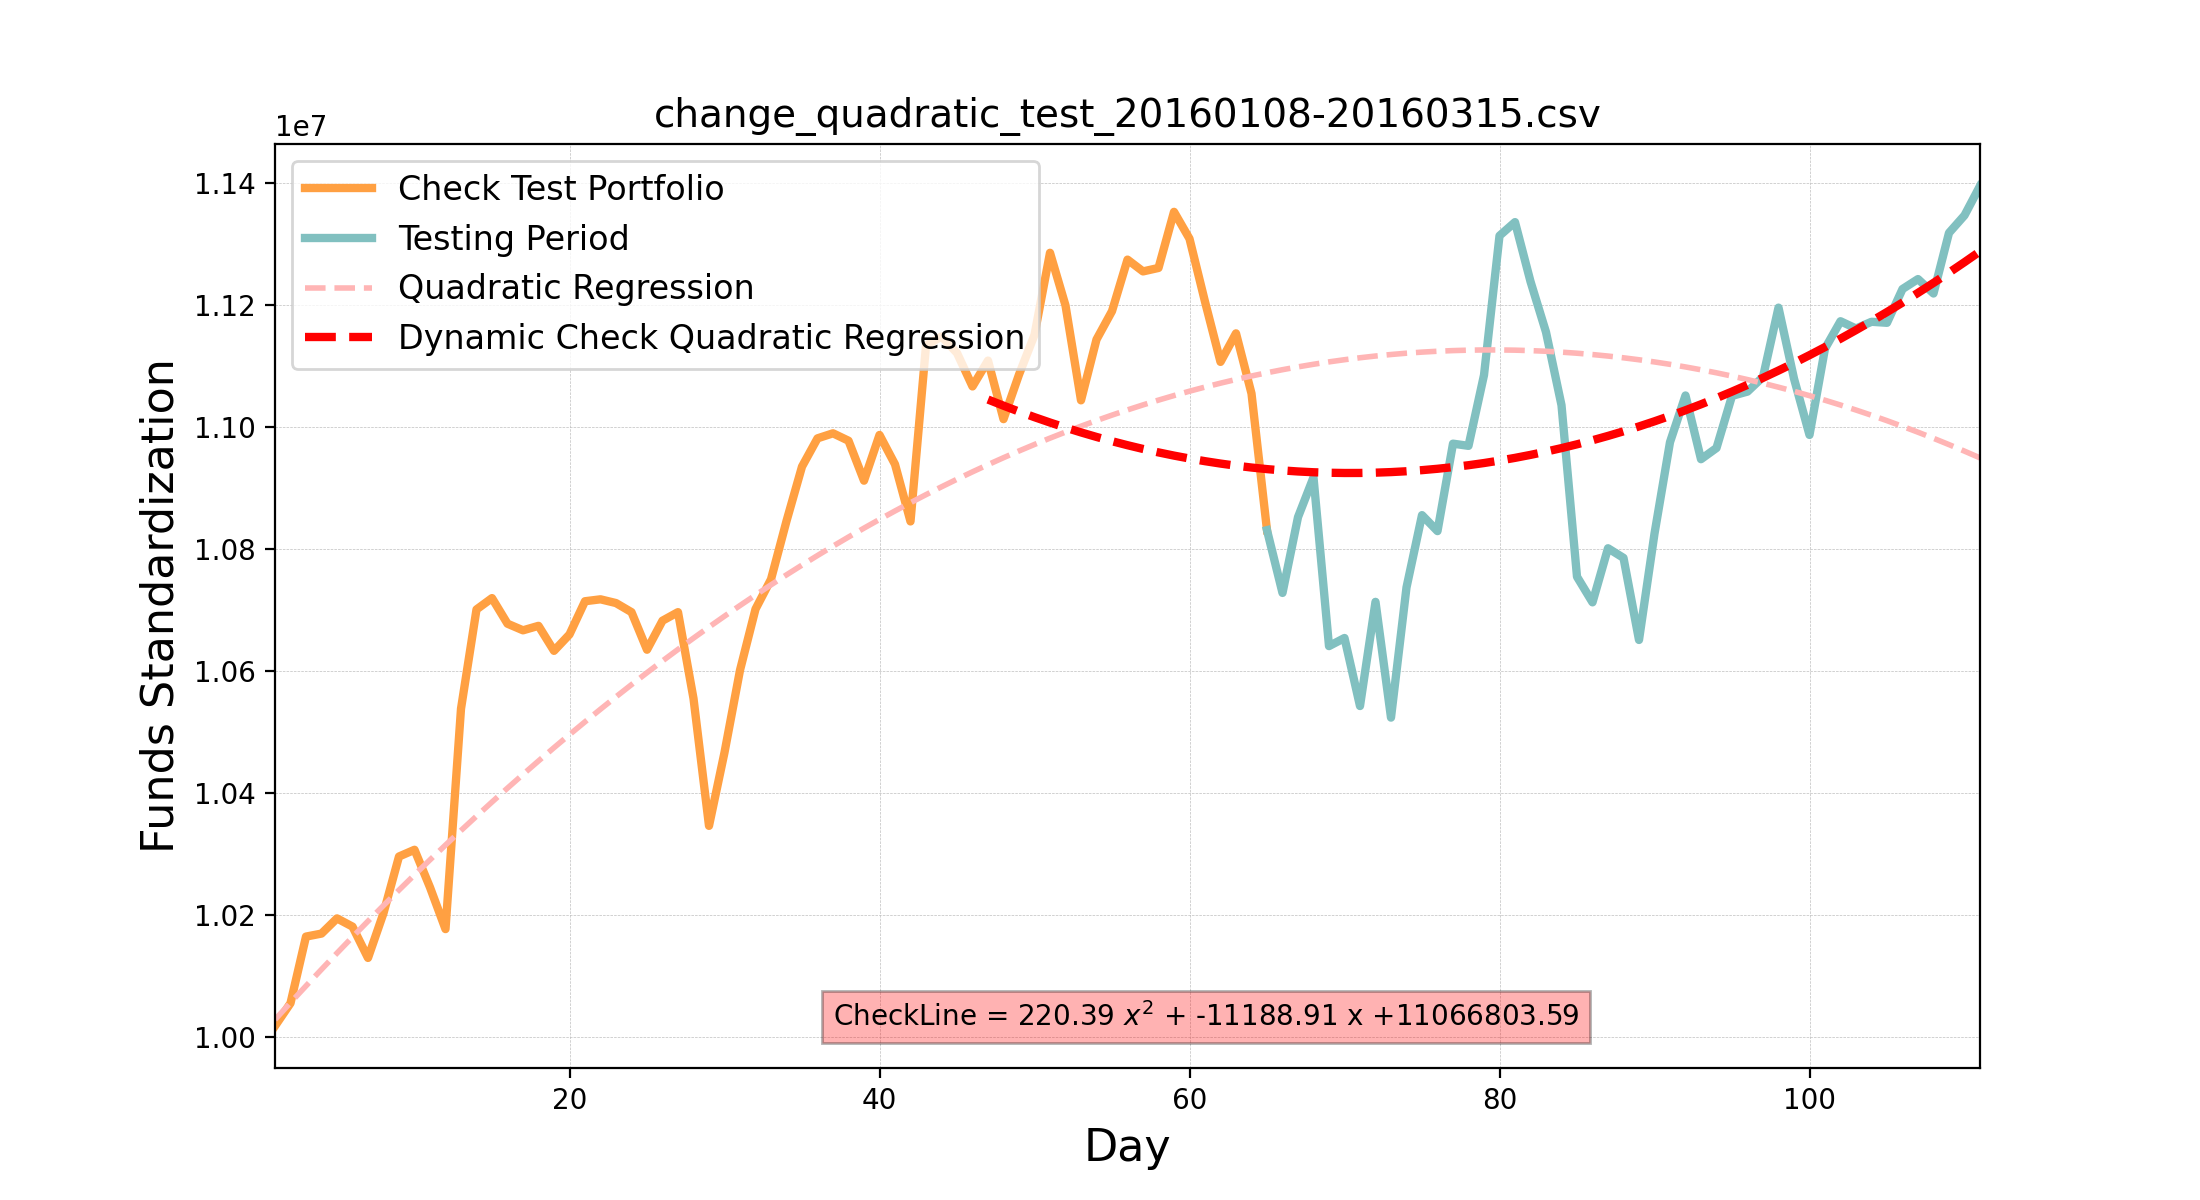 change_quadratic_test_20160108-20160315.csv
1e7
Check Test Portfolio
Testing Period
Quadratic Regression
Dynamic Check Quadratic Regression
Funds Standardization
1.14
1.12
1.10
1.08
1.06
1.04
1.02
1.00
CheckLine = 220.39 x² + -11188.91 x +11066803.59
20 40 60 80 100
Day